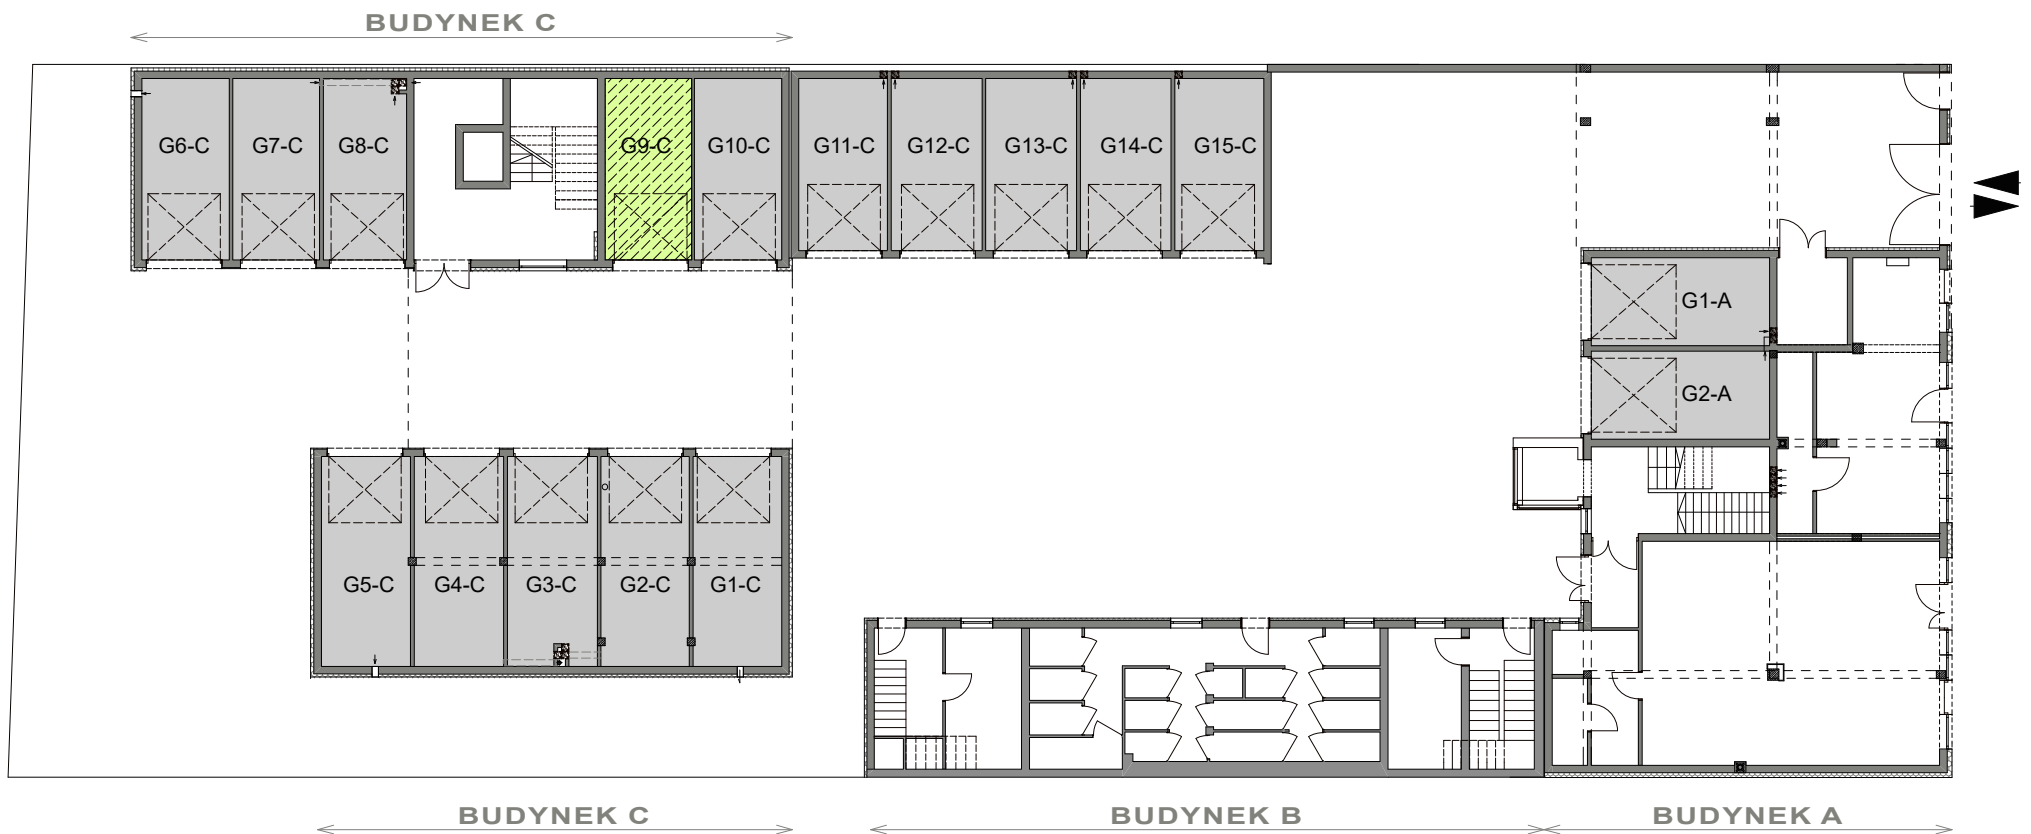 BUDYNEK C
G6-C G7-C G8-C G9-C G10-C G11-C G12-C G13-C G14-C G15-C
G1-A
G2-A
G5-C G4-C G3-C G2-C G1-C
BUDYNEK C BUDYNEK B BUDYNEK A